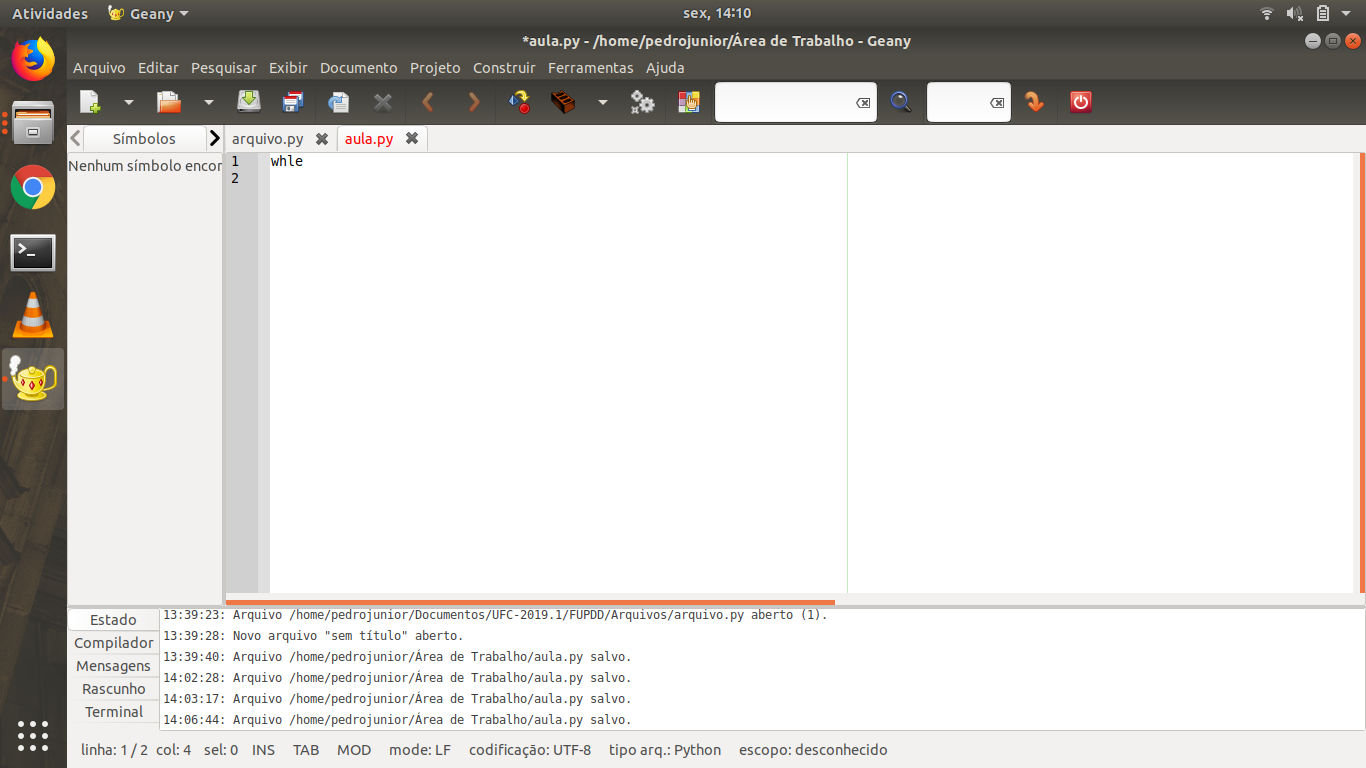 Atividades Geany sex, 14:10
*aula.py - /home/pedrojunior/Área de Trabalho - Geany
Arquivo Editar Pesquisar Exibir Documento Projeto Construir Ferramentas Ajuda
Símbolos arquivo.py aula.py
Nenhum símbolo encor
1 whle
2
Estado
Compilador
Mensagens
Rascunho
Terminal
13:39:23: Arquivo /home/pedrojunior/Documentos/UFC-2019.1/FUPDD/Arquivos/arquivo.py aberto (1).
13:39:28: Novo arquivo "sem título" aberto.
13:39:40: Arquivo /home/pedrojunior/Área de Trabalho/aula.py salvo.
14:02:28: Arquivo /home/pedrojunior/Área de Trabalho/aula.py salvo.
14:03:17: Arquivo /home/pedrojunior/Área de Trabalho/aula.py salvo.
14:06:44: Arquivo /home/pedrojunior/Área de Trabalho/aula.py salvo.
linha: 1 / 2 col: 4 sel: 0 INS TAB MOD mode: LF codificação: UTF-8 tipo arq.: Python escopo: desconhecido